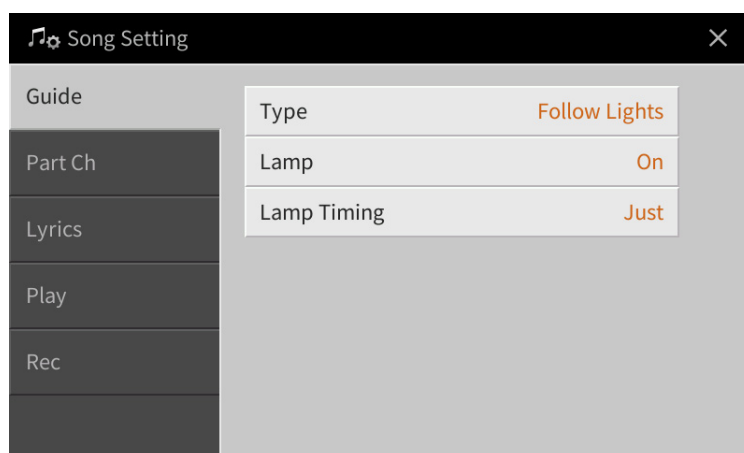 Song Setting
Guide
Type Follow Lights
Part Ch
Lamp On
Lyrics
Lamp Timing Just
Play
Rec